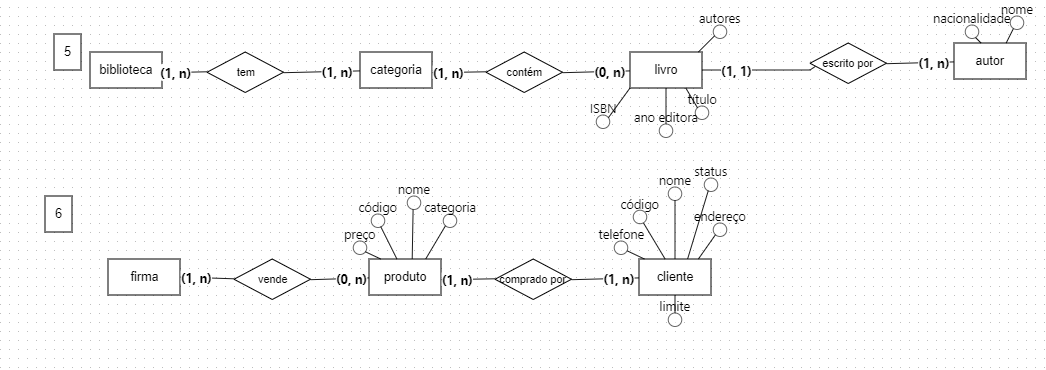 nome
nacionalidade
autores
5
biblioteca (1, n) tem (1, n) categoria (1, n) contém (0, n) livro (1, 1) escrito por (1, n) autor
ISBN
título
ano editora
6
status
nome
nome
código
categoria
código
endereço
preço
telefone
firma (1, n) vende (0, n) produto (1, n) comprado por (1, n) cliente
limite